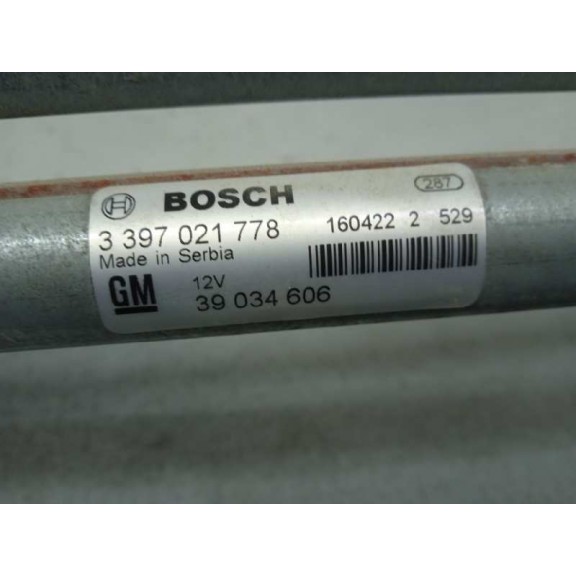 BOSCH 287
3 397 021 778 160422 2 529
Made in Serbia
GM 12V
39 034 606